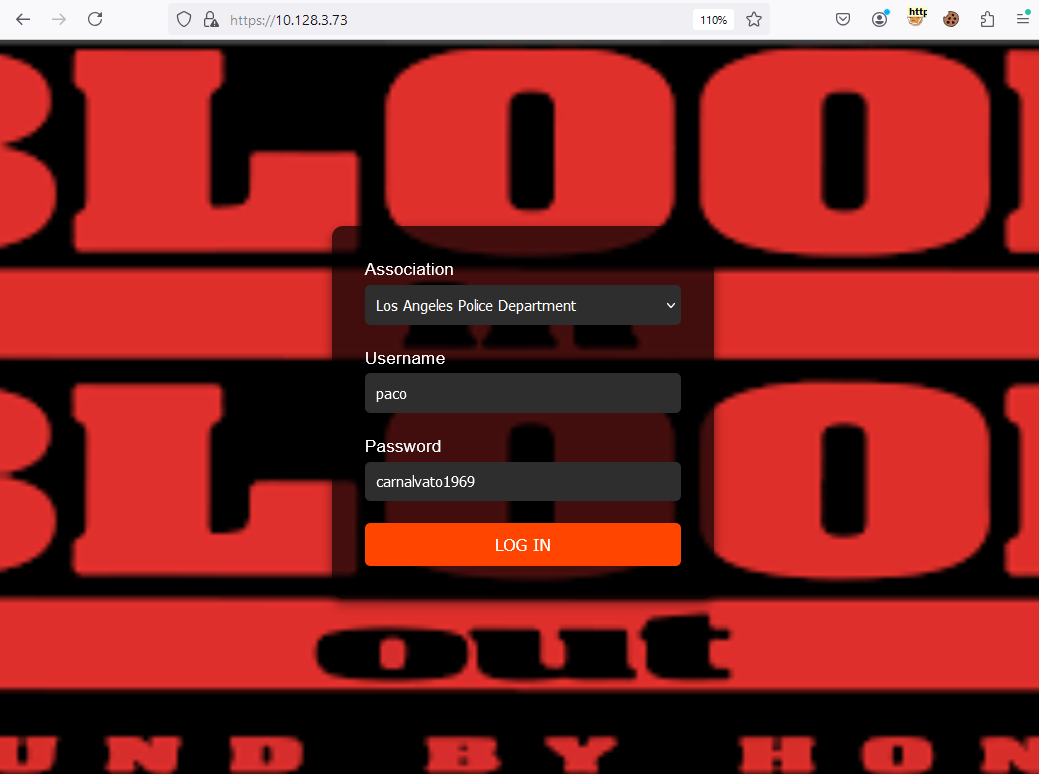 https://10.128.3.73
110%
http
BLOOD
Association
Los Angeles Police Department
Username
paco
Password
carnalvato1969
LOG IN
out
UND BY HON